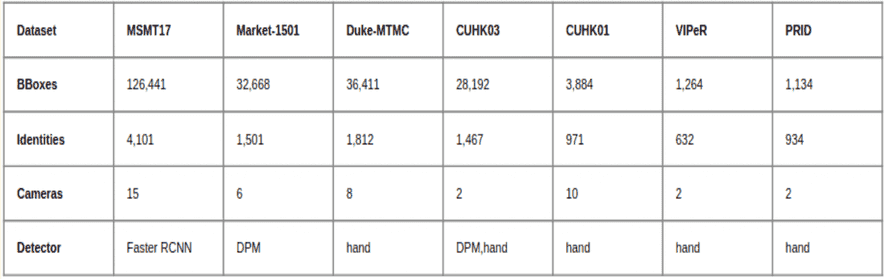 Dataset MSMT17 Market-1501 Duke-MTMC CUHK03 CUHK01 VIPeR PRID
BBoxes 126,441 32,668 36,411 28,192 3,884 1,264 1,134
Identities 4,101 1,501 1,812 1,467 971 632 934
Cameras 15 6 8 2 10 2 2
Detector Faster RCNN DPM hand DPM,hand hand hand hand